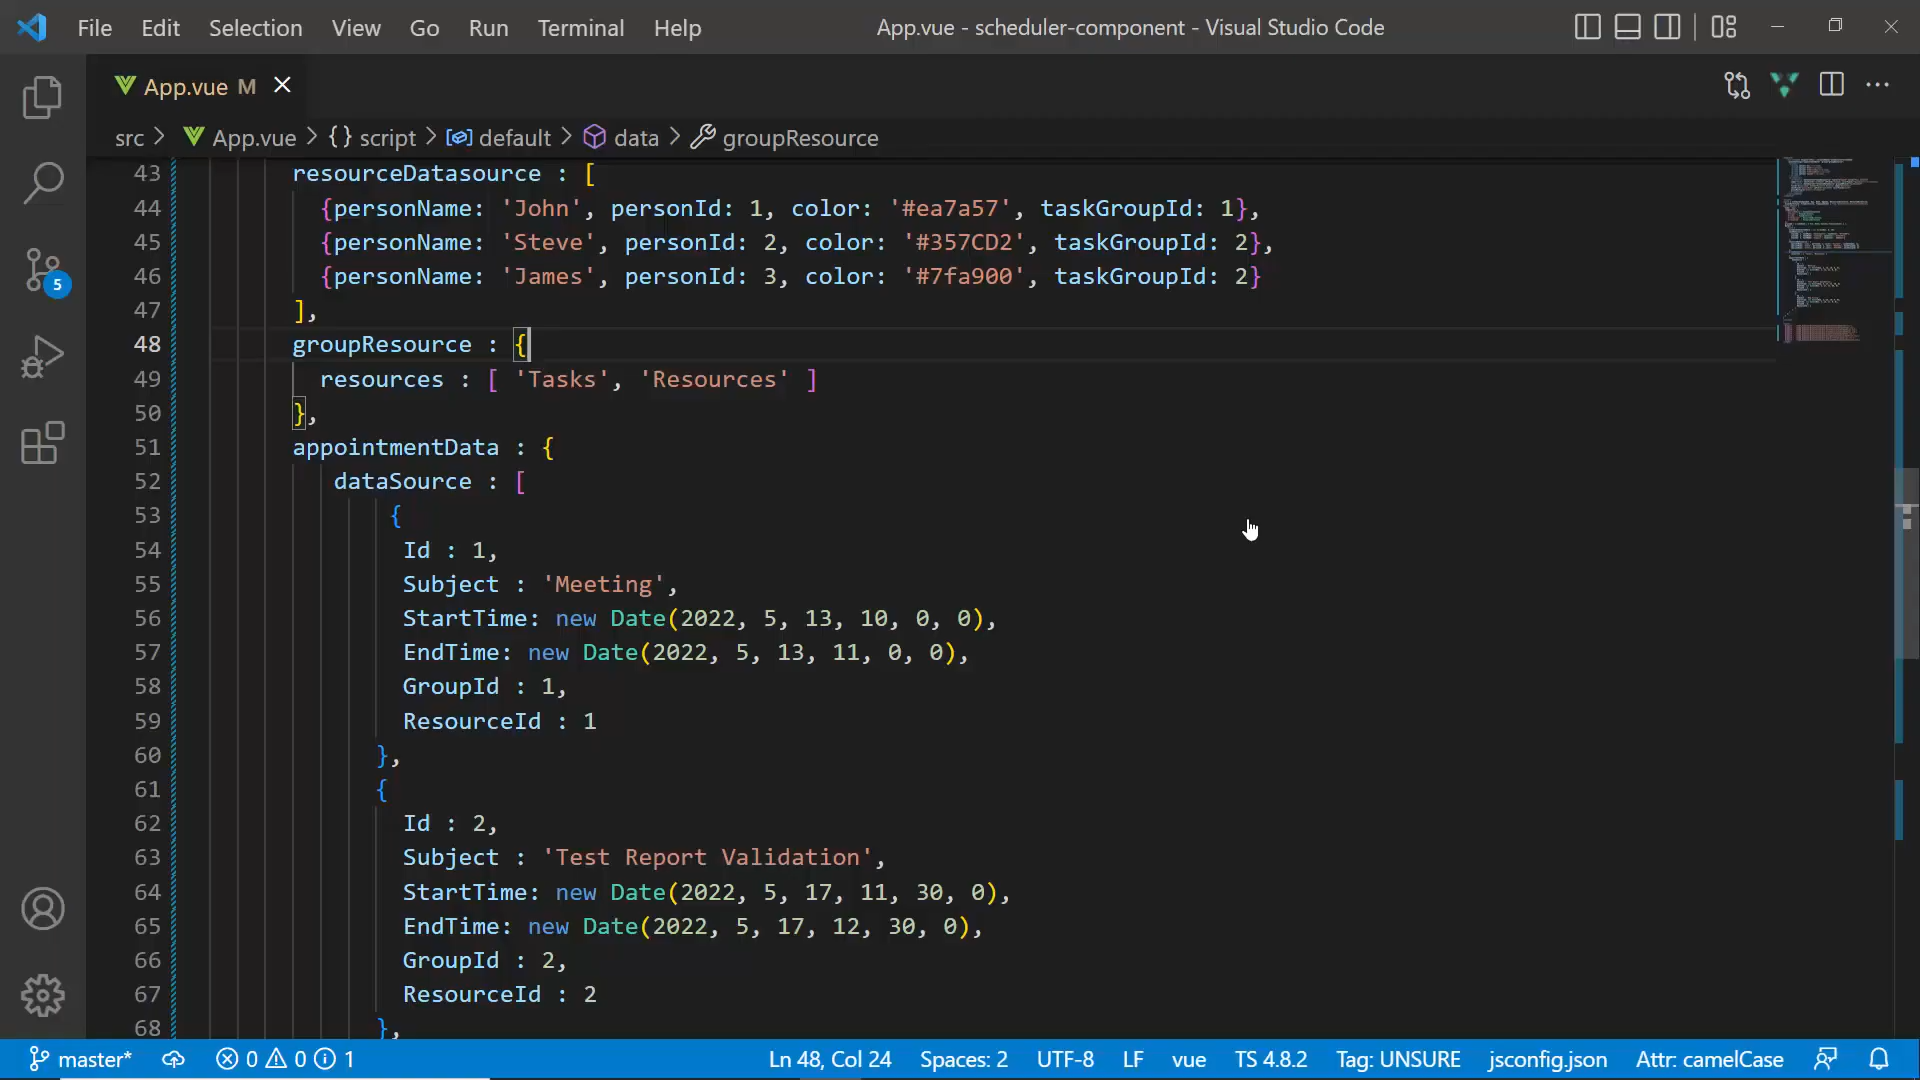 File Edit Selection View Go Run Terminal Help App.vue - scheduler-component - Visual Studio Code
App.vue M
src > App.vue > {} script > default > data > groupResource
43 resourceDatasource : [
44 {personName: 'John', personId: 1, color: '#ea7a57', taskGroupId: 1},
45 {personName: 'Steve', personId: 2, color: '#357CD2', taskGroupId: 2},
46 {personName: 'James', personId: 3, color: '#7fa900', taskGroupId: 2}
47 ],
48 groupResource : {
49 resources : [ 'Tasks', 'Resources' ]
50 },
51 appointmentData : {
52 dataSource : [
53 {
54 Id : 1,
55 Subject : 'Meeting',
56 StartTime: new Date(2022, 5, 13, 10, 0, 0),
57 EndTime: new Date(2022, 5, 13, 11, 0, 0),
58 GroupId : 1,
59 ResourceId : 1
60 },
61 {
62 Id : 2,
63 Subject : 'Test Report Validation',
64 StartTime: new Date(2022, 5, 17, 11, 30, 0),
65 EndTime: new Date(2022, 5, 17, 12, 30, 0),
66 GroupId : 2,
67 ResourceId : 2
68 },
5
master* 0 0 1 Ln 48, Col 24 Spaces: 2 UTF-8 LF vue TS 4.8.2 Tag: UNSURE jsconfig.json Attr: camelCase